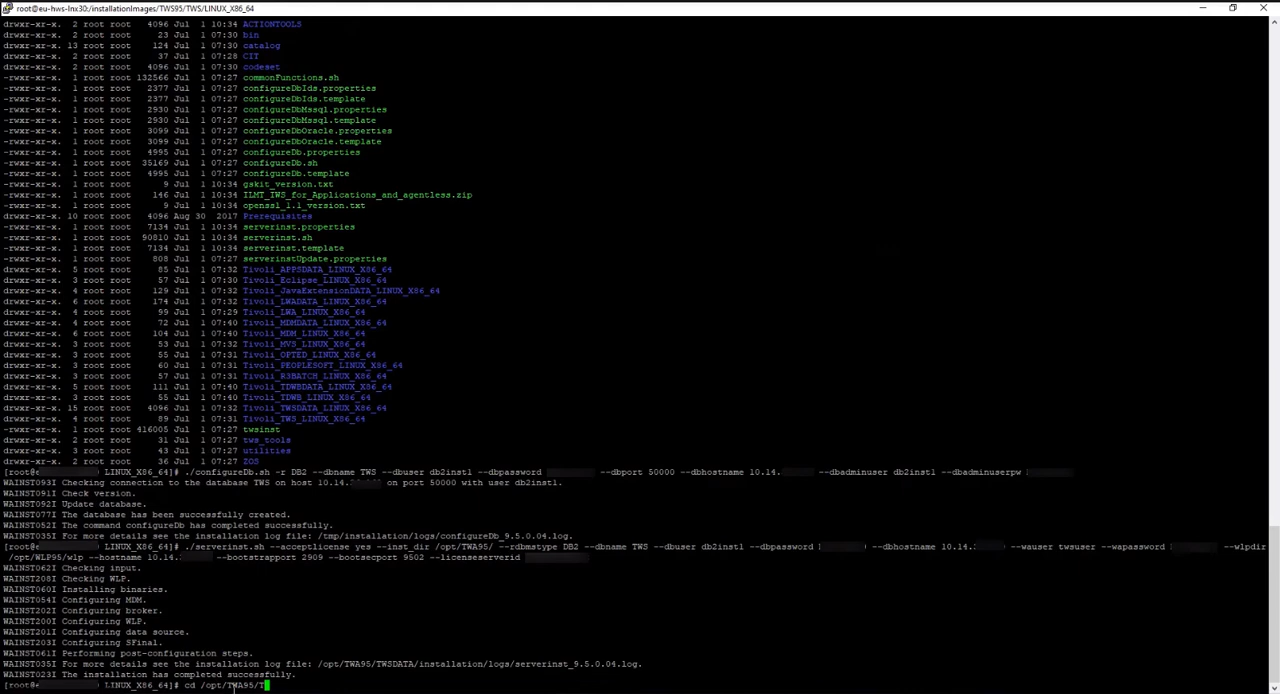 root@eu-hws-lnx30:/installationImages/TWS95/TWS/LINUX_X86_64
drwxr-xr-x. 2 root root 4096 Jul 1 10:34 ACTIONTOOLS
drwxr-xr-x. 2 root root 23 Jul 1 07:30 bin
drwxr-xr-x. 13 root root 124 Jul 1 07:30 catalog
drwxr-xr-x. 2 root root 37 Jul 1 07:28 CIT
drwxr-xr-x. 2 root root 4096 Jul 1 07:30 codeset
-rwxr-xr-x. 1 root root 132566 Jul 1 07:27 commonFunctions.sh
-rwxr-xr-x. 1 root root 2377 Jul 1 07:27 configureDbIds.properties
-rwxr-xr-x. 1 root root 2377 Jul 1 07:27 configureDbIds.template
-rwxr-xr-x. 1 root root 2930 Jul 1 07:27 configureDbMssql.properties
-rwxr-xr-x. 1 root root 2930 Jul 1 07:27 configureDbMssql.template
-rwxr-xr-x. 1 root root 3099 Jul 1 07:27 configureDbOracle.properties
-rwxr-xr-x. 1 root root 3099 Jul 1 07:27 configureDbOracle.template
-rwxr-xr-x. 1 root root 4995 Jul 1 07:27 configureDb.properties
-rwxr-xr-x. 1 root root 35169 Jul 1 07:27 configureDb.sh
-rwxr-xr-x. 1 root root 4995 Jul 1 07:27 configureDb.template
-rwxr-xr-x. 1 root root 9 Jul 1 10:34 gskit_version.txt
-rwxr-xr-x. 1 root root 146 Jul 1 10:34 ILMT_IWS_for_Applications_and_agentless.zip
-rwxr-xr-x. 1 root root 9 Jul 1 10:34 openssl_1.1_version.txt
drwxr-xr-x. 10 root root 4096 Aug 30 2017 Prerequisites
-rwxr-xr-x. 1 root root 7134 Jul 1 07:27 serverinst.properties
-rwxr-xr-x. 1 root root 90810 Jul 1 07:27 serverinst.sh
-rwxr-xr-x. 1 root root 7134 Jul 1 07:27 serverinst.template
-rwxr-xr-x. 1 root root 808 Jul 1 07:27 serverinstUpdate.properties
drwxr-xr-x. 5 root root 85 Jul 1 07:32 Tivoli_APPSDATA_LINUX_X86_64
drwxr-xr-x. 3 root root 57 Jul 1 07:30 Tivoli_Eclipse_LINUX_X86_64
drwxr-xr-x. 4 root root 129 Jul 1 07:32 Tivoli_JavaExtensionDATA_LINUX_X86_64
drwxr-xr-x. 6 root root 174 Jul 1 07:32 Tivoli_LWADATA_LINUX_X86_64
drwxr-xr-x. 4 root root 99 Jul 1 07:29 Tivoli_LWA_LINUX_X86_64
drwxr-xr-x. 4 root root 72 Jul 1 07:40 Tivoli_MDMDATA_LINUX_X86_64
drwxr-xr-x. 6 root root 104 Jul 1 07:40 Tivoli_MDM_LINUX_X86_64
drwxr-xr-x. 3 root root 53 Jul 1 07:32 Tivoli_MVS_LINUX_X86_64
drwxr-xr-x. 3 root root 55 Jul 1 07:31 Tivoli_OPTED_LINUX_X86_64
drwxr-xr-x. 3 root root 60 Jul 1 07:31 Tivoli_PEOPLESOFT_LINUX_X86_64
drwxr-xr-x. 3 root root 57 Jul 1 07:31 Tivoli_R3BATCH_LINUX_X86_64
drwxr-xr-x. 5 root root 111 Jul 1 07:40 Tivoli_TDWBDATA_LINUX_X86_64
drwxr-xr-x. 3 root root 55 Jul 1 07:40 Tivoli_TDWB_LINUX_X86_64
drwxr-xr-x. 15 root root 4096 Jul 1 07:32 Tivoli_TWSDATA_LINUX_X86_64
drwxr-xr-x. 4 root root 89 Jul 1 07:31 Tivoli_TWS_LINUX_X86_64
-rwxr-xr-x. 1 root root 416005 Jul 1 07:27 twsinst
drwxr-xr-x. 2 root root 31 Jul 1 07:27 tws_tools
drwxr-xr-x. 3 root root 43 Jul 1 07:27 utilities
drwxr-xr-x. 2 root root 36 Jul 1 07:27 ZOS
[root@e LINUX_X86_64]# ./configureDb.sh -r DB2 --dbname TWS --dbuser db2inst1 --dbpassword --dbport 50000 --dbhostname 10.14. --dbadminuser db2inst1 --dbadminuserpw
WAINST093I Checking connection to the database TWS on host 10.14. on port 50000 with user db2inst1.
WAINST091I Check version.
WAINST092I Update database.
WAINST077I The database has been successfully created.
WAINST052I The command configureDb has completed successfully.
WAINST035I For more details see the installation log file: /tmp/installation/logs/configureDb_9.5.0.04.log.
[root@e LINUX_X86_64]# ./serverinst.sh --acceptlicense yes --inst_dir /opt/TWA95/ --rdbmstype DB2 --dbname TWS --dbuser db2inst1 --dbpassword --dbhostname 10.14. --wauser twsuser --wapassword --wlpdir
/opt/WLP95/wlp --hostname 10.14. --bootstrapport 2909 --bootsecport 9502 --licenseserverid
WAINST062I Checking input.
WAINST208I Checking WLP.
WAINST060I Installing binaries.
WAINST054I Configuring MDM.
WAINST202I Configuring broker.
WAINST200I Configuring WLP.
WAINST201I Configuring data source.
WAINST203I Configuring SFinal.
WAINST061I Performing post-configuration steps.
WAINST035I For more details see the installation log file: /opt/TWA95/TWSDATA/installation/logs/serverinst_9.5.0.04.log.
WAINST023I The installation has completed successfully.
[root@e LINUX_X86_64]# cd /opt/TWA95/T